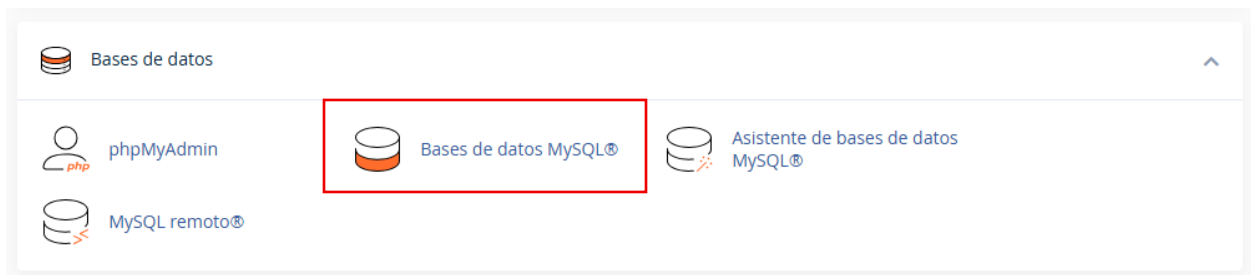 Bases de datos
php
phpMyAdmin
Bases de datos MySQL®
Asistente de bases de datos
MySQL®
MySQL remoto®